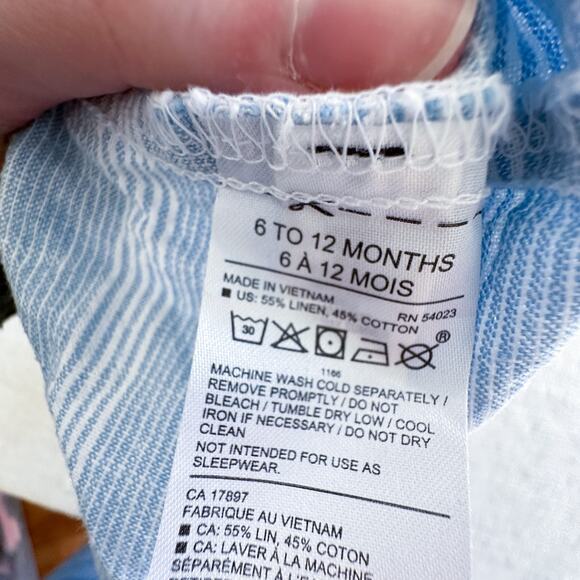 6 TO 12 MONTHS
6 À 12 MOIS
MADE IN VIETNAM RN 54023
■ US: 55% LINEN, 45% COTTON
30 ®
1166
MACHINE WASH COLD SEPARATELY /
REMOVE PROMPTLY / DO NOT
BLEACH / TUMBLE DRY LOW / COOL
IRON IF NECESSARY / DO NOT DRY
CLEAN
NOT INTENDED FOR USE AS
SLEEPWEAR.
CA 17897
FABRIQUE AU VIETNAM
■ CA: 55% LIN, 45% COTON
■ CA: LAVER À LA MACHINE
SÉPARÉMENT À